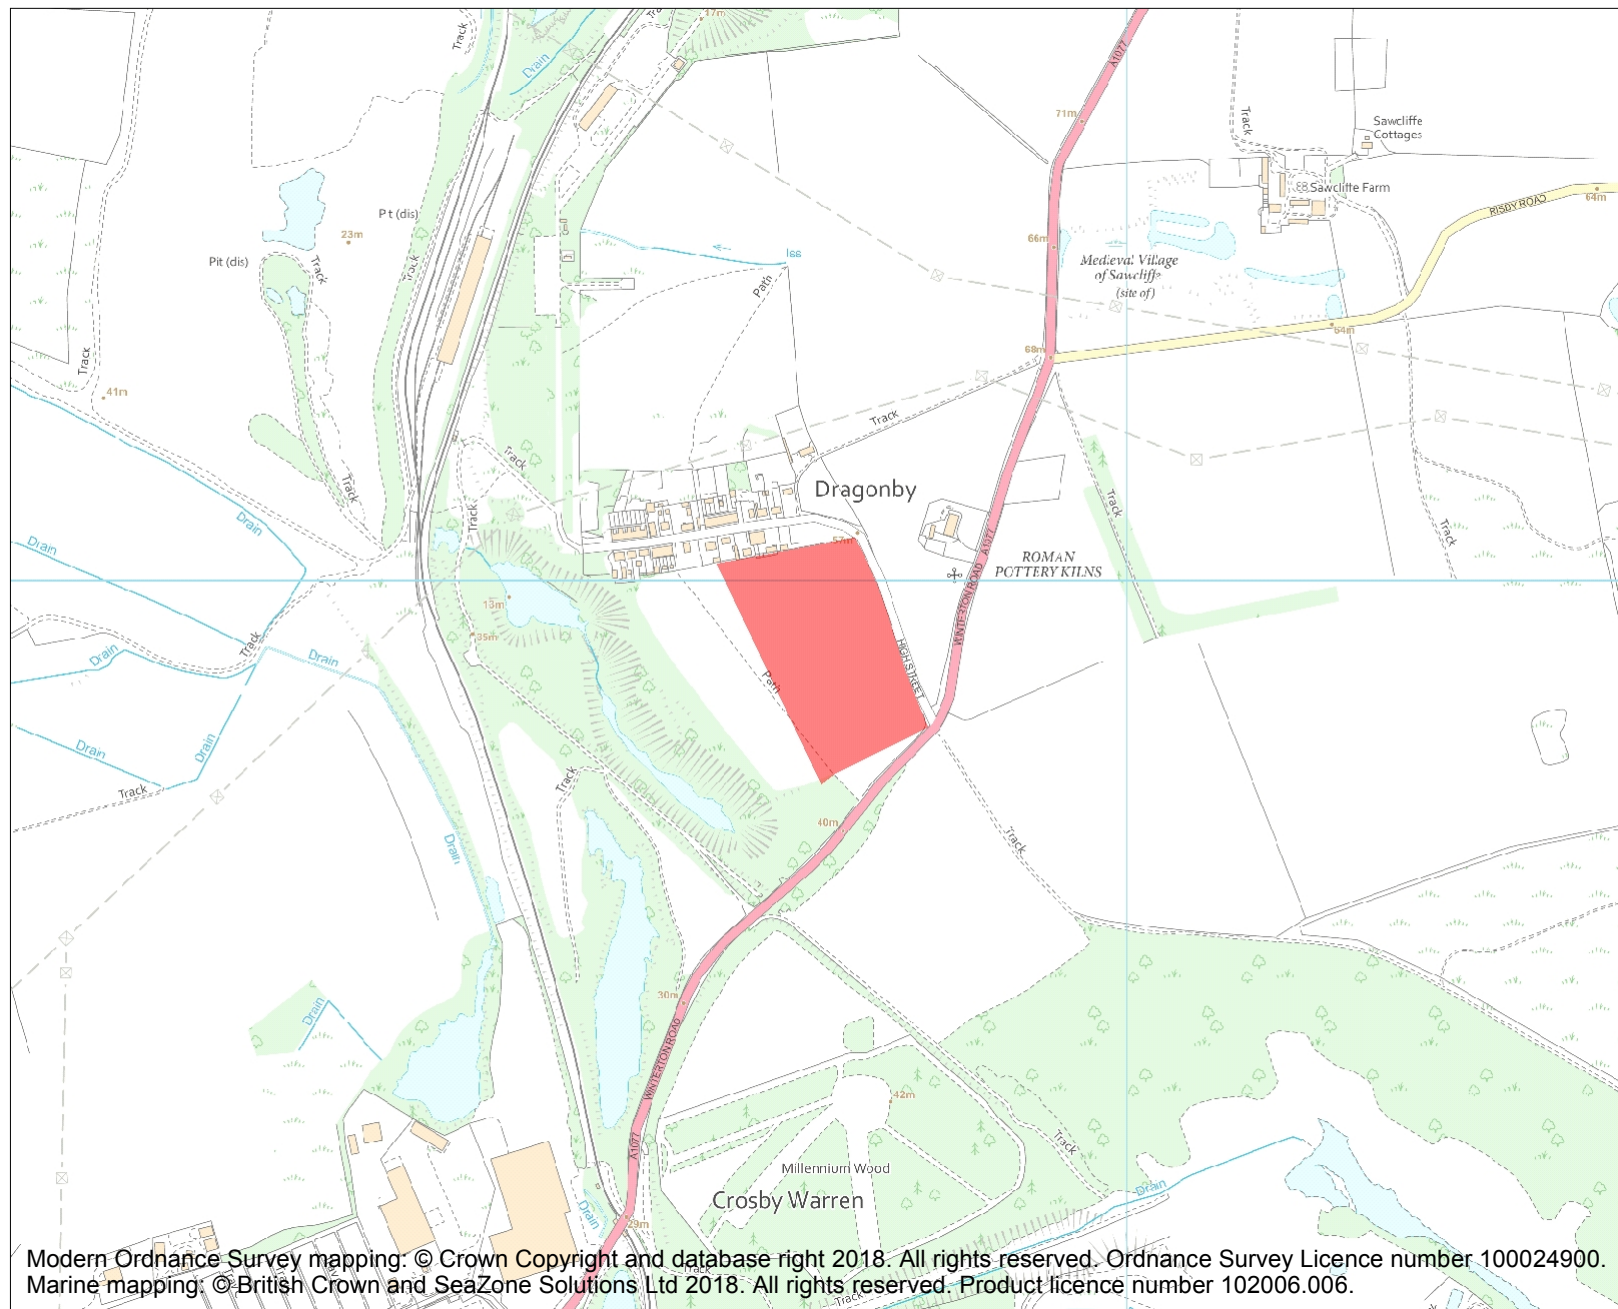 Track
Tra
17m
Drain
A1077
71m
Track
Sawcliffe
Cottages
Sawcliffe Farm
RISBY ROAD
64m
Pit (dis)
23m
Pit (dis)
Track
Track
66m
Medieval Village
of Sawcliffe
(site of)
Path
64m
68m
Track
41m
Track
Track
Dragonby
Track
Track
Track
Track
Track
Drain
Drain
57m
A1077
ROMAN
POTTERY KILNS
WINTERTON ROAD
13m
35m
Track
Drain
Drain
HIGH STREET
Path
Drain
Drain
Track
Track
40m
Drain
Track
30m
Drain
WINTERTON ROAD
42m
A1077
Track
Millennium Wood
Crosby Warren
Drain
Drain
29m
Track
Track
Modern Ordnance Survey mapping: © Crown Copyright and database right 2018. All rights reserved. Ordnance Survey Licence number 100024900.
Marine mapping: © British Crown and SeaZone Solutions Ltd 2018. All rights reserved. Product licence number 102006.006.